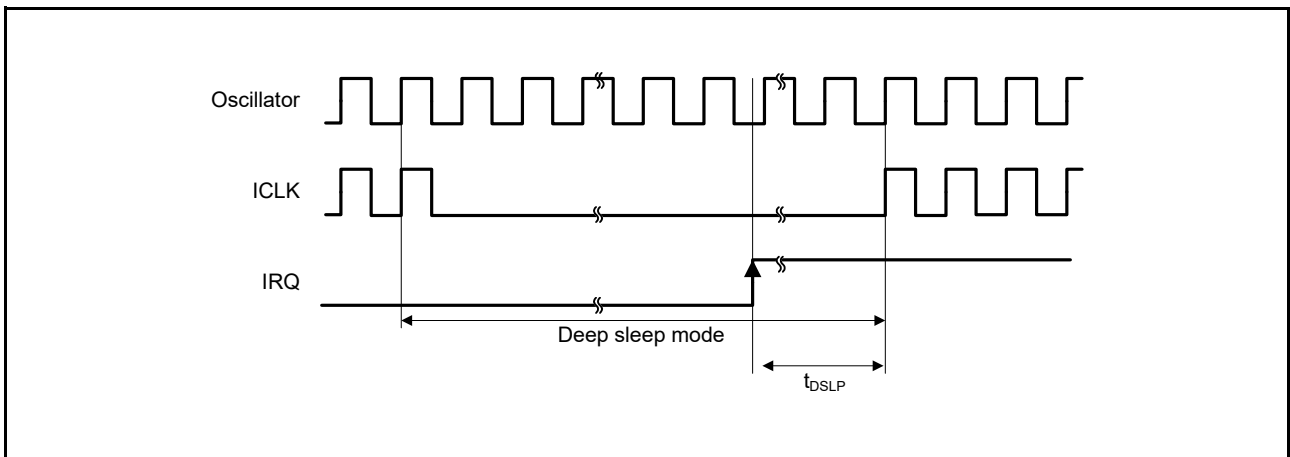 Oscillator
ICLK
IRQ
Deep sleep mode
tDSLP